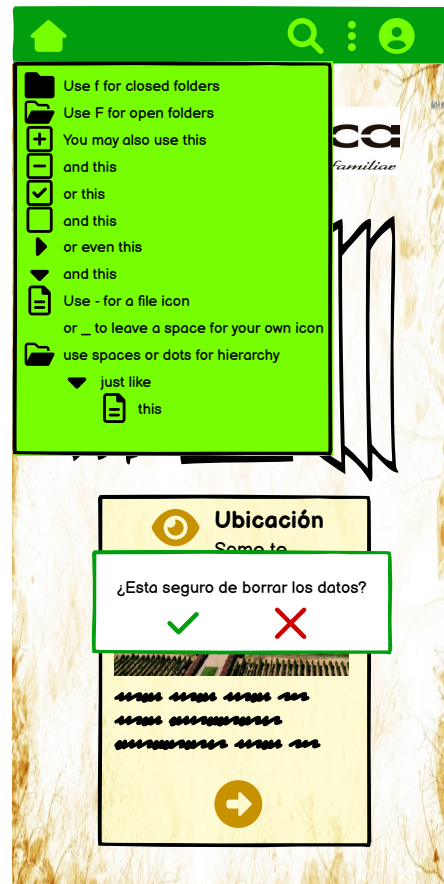 Use f for closed folders
Use F for open folders
You may also use this
and this
or this
and this
or even this
and this
Use - for a file icon
or _ to leave a space for your own icon
use spaces or dots for hierarchy
just like
this
ca
familiar
Ubicación
Some te
¿Esta seguro de borrar los datos?